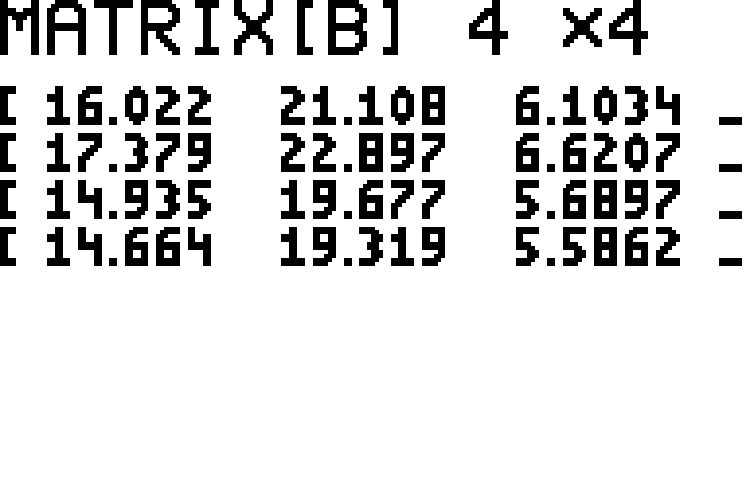 MATRIX[B] 4 ×4
[ 16.022 21.108 6.1034 _
[ 17.379 22.897 6.6207 _
[ 14.935 19.677 5.6897 _
[ 14.664 19.319 5.5862 _